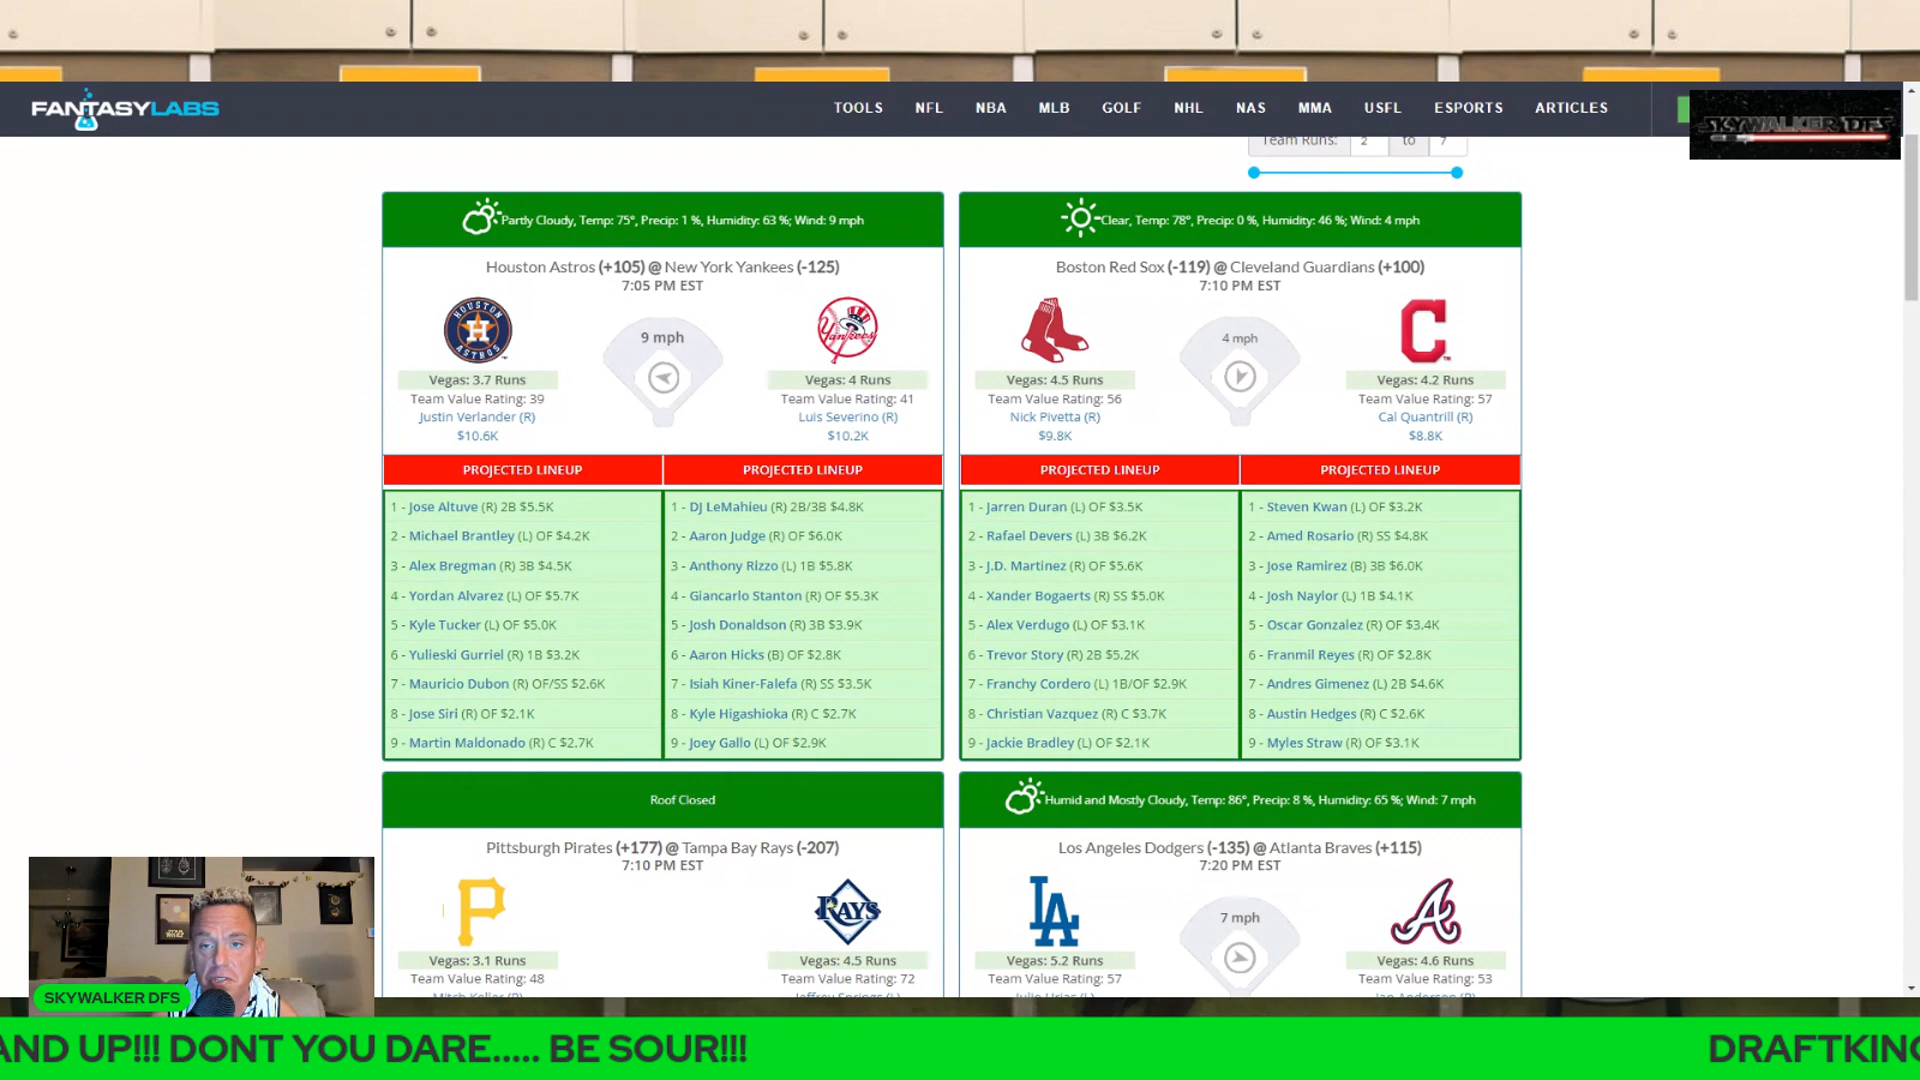 FANTASYLABS
TOOLS NFL NBA MLB GOLF NHL NAS MMA USFL ESPORTS ARTICLES
SKYWALKER DFS
Team Runs: 2 to 7
Partly Cloudy, Temp: 75°, Precip: 1 %, Humidity: 63 %; Wind: 9 mph
Houston Astros (+105) @ New York Yankees (-125)
7:05 PM EST
HOUSTON ASTROS
H
Yankees
9 mph
Vegas: 3.7 Runs
Vegas: 4 Runs
Team Value Rating: 39
Team Value Rating: 41
Justin Verlander (R)
Luis Severino (R)
$10.6K
$10.2K
PROJECTED LINEUP
PROJECTED LINEUP
1 - Jose Altuve (R) 2B $5.5K
2 - Michael Brantley (L) OF $4.2K
3 - Alex Bregman (R) 3B $4.5K
4 - Yordan Alvarez (L) OF $5.7K
5 - Kyle Tucker (L) OF $5.0K
6 - Yulieski Gurriel (R) 1B $3.2K
7 - Mauricio Dubon (R) OF/SS $2.6K
8 - Jose Siri (R) OF $2.1K
9 - Martin Maldonado (R) C $2.7K
1 - DJ LeMahieu (R) 2B/3B $4.8K
2 - Aaron Judge (R) OF $6.0K
3 - Anthony Rizzo (L) 1B $5.8K
4 - Giancarlo Stanton (R) OF $5.3K
5 - Josh Donaldson (R) 3B $3.9K
6 - Aaron Hicks (B) OF $2.8K
7 - Isiah Kiner-Falefa (R) SS $3.5K
8 - Kyle Higashioka (R) C $2.7K
9 - Joey Gallo (L) OF $2.9K
Clear, Temp: 78°, Precip: 0 %, Humidity: 46 %; Wind: 4 mph
Boston Red Sox (-119) @ Cleveland Guardians (+100)
7:10 PM EST
C
4 mph
Vegas: 4.5 Runs
Vegas: 4.2 Runs
Team Value Rating: 56
Team Value Rating: 57
Nick Pivetta (R)
Cal Quantrill (R)
$9.8K
$8.8K
PROJECTED LINEUP
PROJECTED LINEUP
1 - Jarren Duran (L) OF $3.5K
2 - Rafael Devers (L) 3B $6.2K
3 - J.D. Martinez (R) OF $5.6K
4 - Xander Bogaerts (R) SS $5.0K
5 - Alex Verdugo (L) OF $3.1K
6 - Trevor Story (R) 2B $5.2K
7 - Franchy Cordero (L) 1B/OF $2.9K
8 - Christian Vazquez (R) C $3.7K
9 - Jackie Bradley (L) OF $2.1K
1 - Steven Kwan (L) OF $3.2K
2 - Amed Rosario (R) SS $4.8K
3 - Jose Ramirez (B) 3B $6.0K
4 - Josh Naylor (L) 1B $4.1K
5 - Oscar Gonzalez (R) OF $3.4K
6 - Franmil Reyes (R) OF $2.8K
7 - Andres Gimenez (L) 2B $4.6K
8 - Austin Hedges (R) C $2.6K
9 - Myles Straw (R) OF $3.1K
Roof Closed
Pittsburgh Pirates (+177) @ Tampa Bay Rays (-207)
7:10 PM EST
P
RAYS
Vegas: 3.1 Runs
Vegas: 4.5 Runs
Team Value Rating: 48
Team Value Rating: 72
Mitch Keller (R)
Jeffrey Springs (L)
Humid and Mostly Cloudy, Temp: 86°, Precip: 8 %, Humidity: 65 %; Wind: 7 mph
Los Angeles Dodgers (-135) @ Atlanta Braves (+115)
7:20 PM EST
LA
A
7 mph
Vegas: 5.2 Runs
Vegas: 4.6 Runs
Team Value Rating: 57
Team Value Rating: 53
Julio Urias (L)
Ian Anderson (R)
SKYWALKER DFS
AND UP!!! DONT YOU DARE..... BE SOUR!!!
DRAFTKING